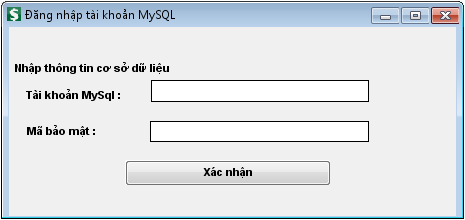 Đăng nhập tài khoản MySQL
Nhập thông tin cơ sở dữ liệu
Tài khoản MySql :
Mã bảo mật :
Xác nhận